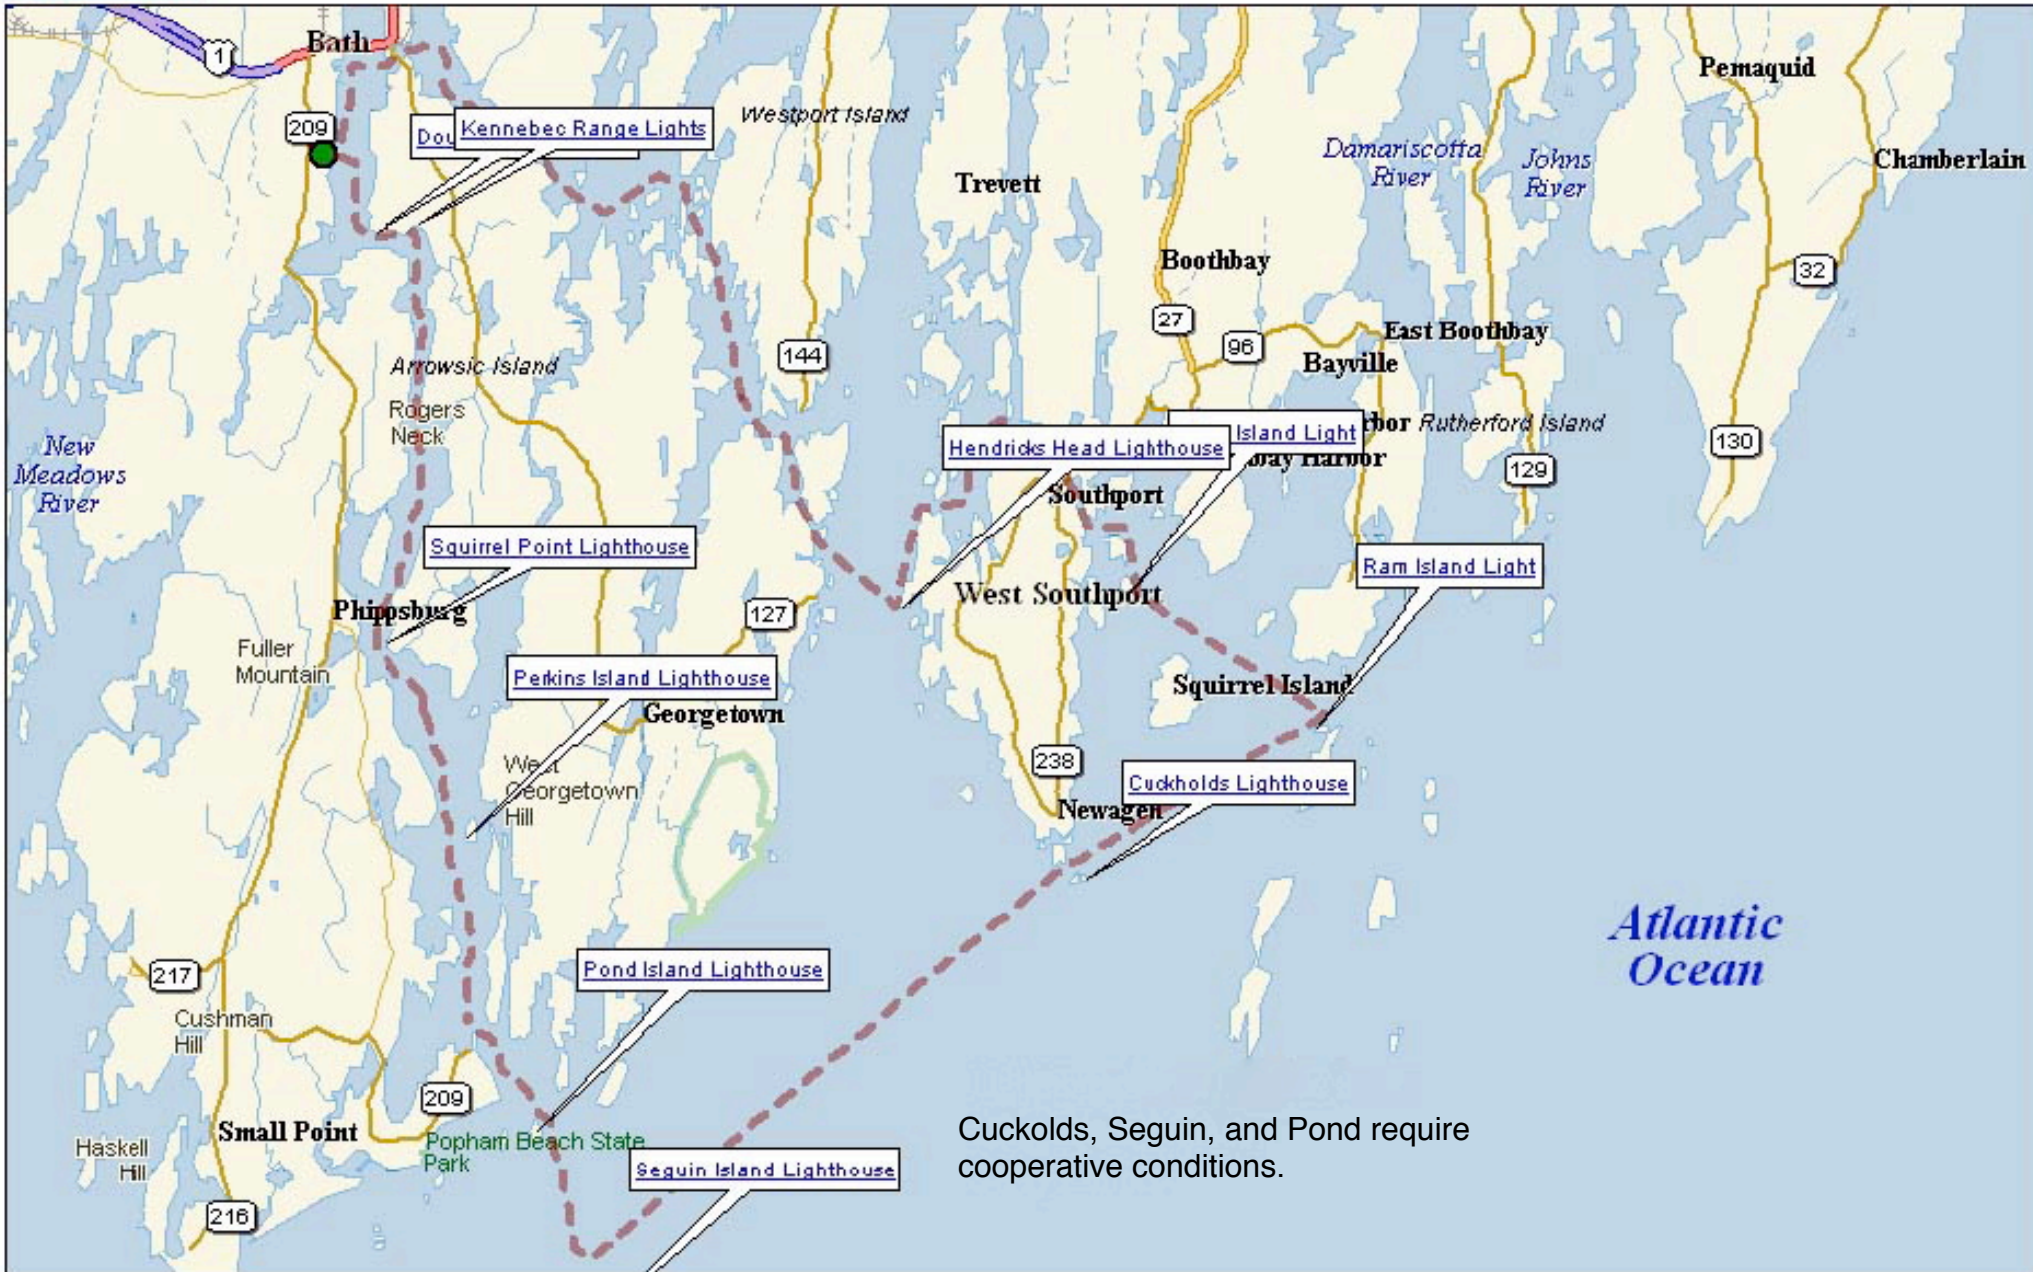 1
Bath
209
Dou
Kennebec Range Lights
Westport Island
Trevett
Damariscotta
River
Johns
River
Pemaquid
Chamberlain
Boothbay
32
27
96
East Boothbay
Bayville
144
Arrowsic Island
Rogers
Neck
New
Meadows
River
Hendricks Head Lighthouse
Island Light
rbor
Rutherford Island
bay Harbor
130
129
Southport
Squirrel Point Lighthouse
Ram Island Light
West Southport
Phippsburg
127
Fuller
Mountain
Perkins Island Lighthouse
Georgetown
Squirrel Island
238
West
Georgetown
Hill
Cuckholds Lighthouse
Newagen
Atlantic
Ocean
217
Pond Island Lighthouse
Cushman
Hill
209
Small Point
Haskell
Hill
Popham Beach State
Park
Seguin Island Lighthouse
216
Cuckolds, Seguin, and Pond require
cooperative conditions.